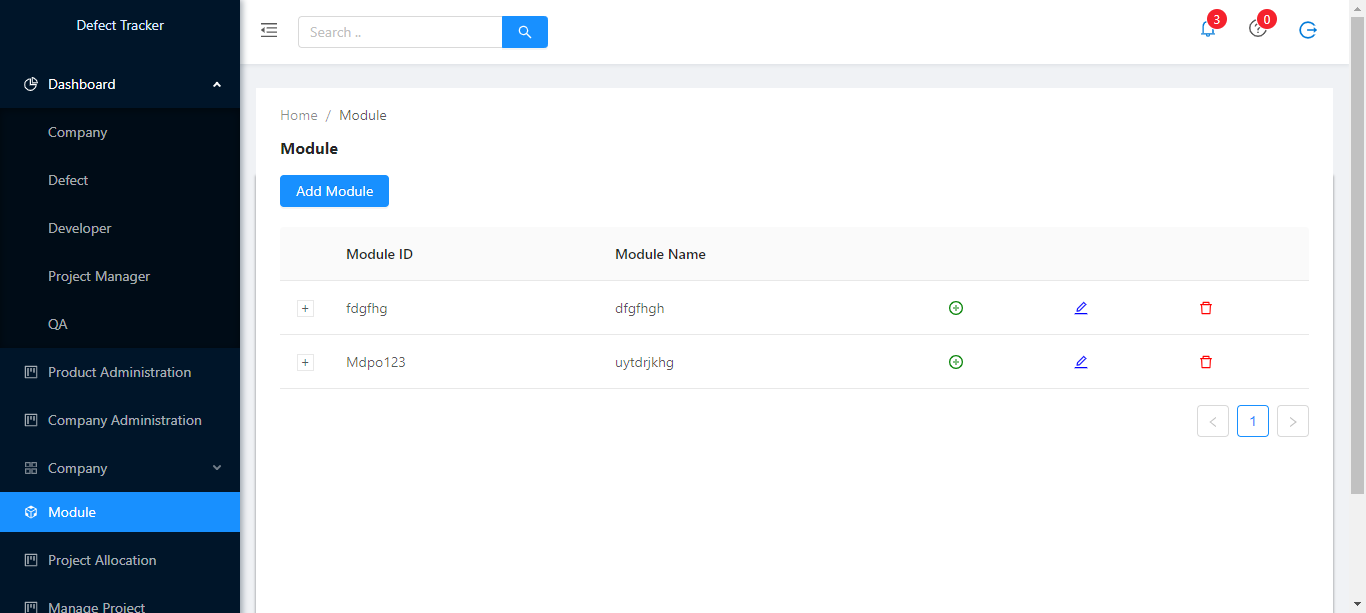 Defect Tracker
Dashboard
Company
Defect
Developer
Project Manager
QA
Product Administration
Company Administration
Company
Module
Project Allocation
Manage Project
Search ..
3
0
Home / Module
Module
Add Module
Module ID Module Name
+ fdgfhg dfgfhgh
+ Mdpo123 uytdrjkhg
< 1 >